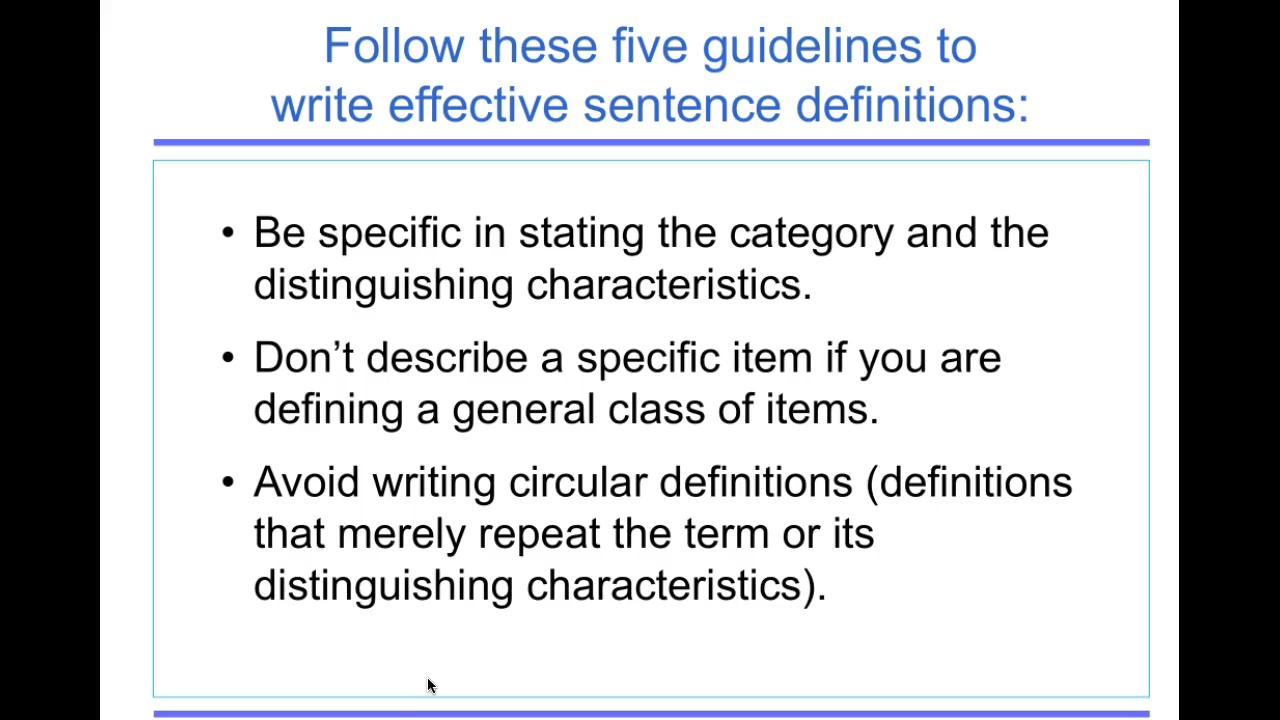 Follow these five guidelines to
write effective sentence definitions:
• Be specific in stating the category and the
distinguishing characteristics.
• Don’t describe a specific item if you are
defining a general class of items.
• Avoid writing circular definitions (definitions
that merely repeat the term or its
distinguishing characteristics).